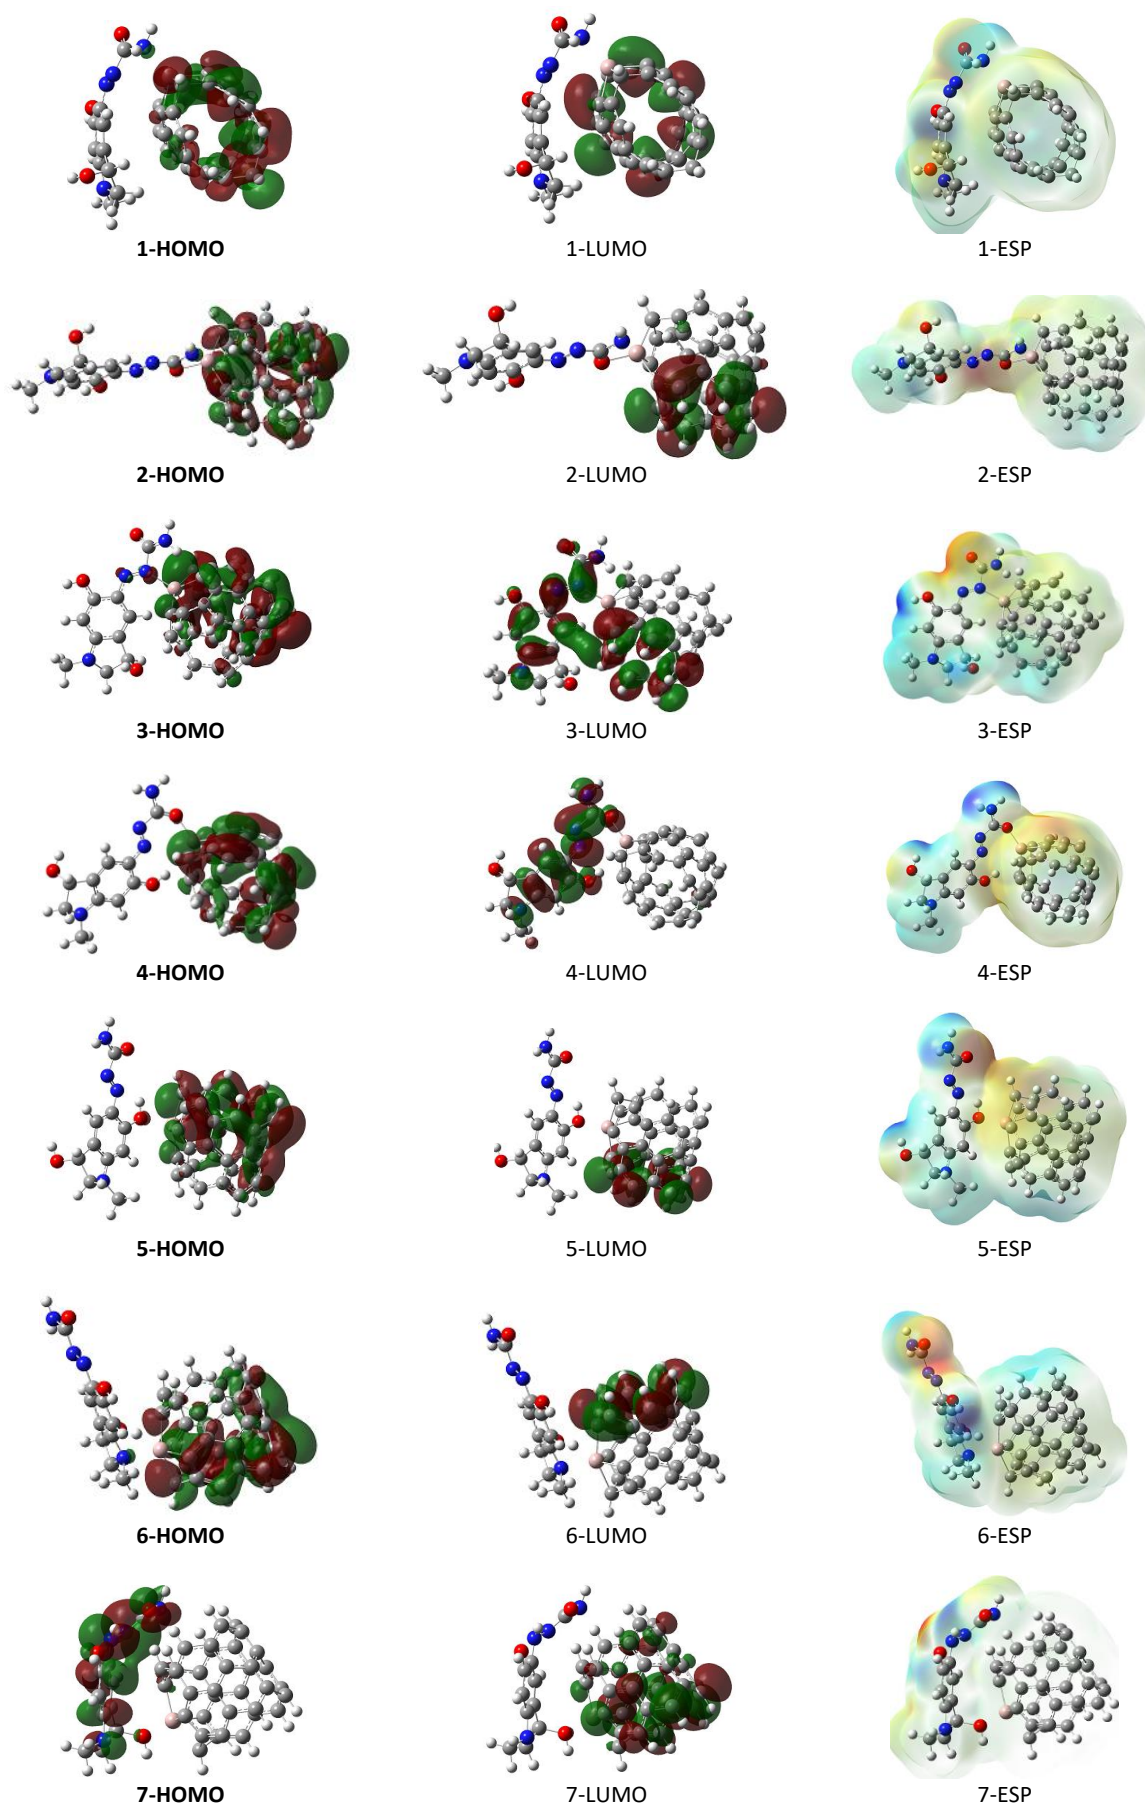 1-HOMO 1-LUMO 1-ESP
2-HOMO 2-LUMO 2-ESP
3-HOMO 3-LUMO 3-ESP
4-HOMO 4-LUMO 4-ESP
5-HOMO 5-LUMO 5-ESP
6-HOMO 6-LUMO 6-ESP
7-HOMO 7-LUMO 7-ESP